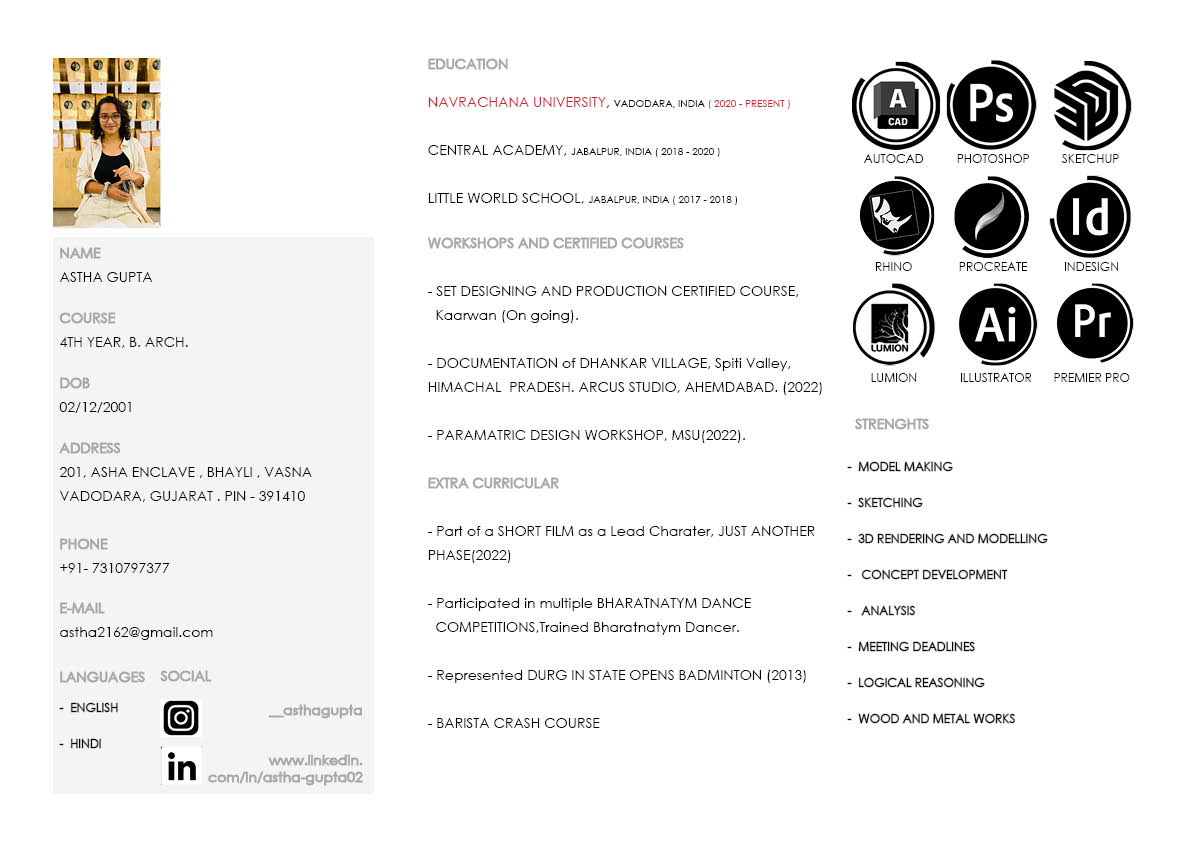 NAME
ASTHA GUPTA
COURSE
4TH YEAR, B. ARCH.
DOB
02/12/2001
ADDRESS
201, ASHA ENCLAVE , BHAYLI , VASNA
VADODARA, GUJARAT . PIN - 391410
PHONE
+91- 7310797377
E-MAIL
astha2162@gmail.com
LANGUAGES
- ENGLISH
- HINDI
SOCIAL
__asthagupta
in
www.linkedin.
com/in/astha-gupta02
EDUCATION
NAVRACHANA UNIVERSITY, VADODARA, INDIA ( 2020 - PRESENT )
CENTRAL ACADEMY, JABALPUR, INDIA ( 2018 - 2020 )
LITTLE WORLD SCHOOL, JABALPUR, INDIA ( 2017 - 2018 )
WORKSHOPS AND CERTIFIED COURSES
- SET DESIGNING AND PRODUCTION CERTIFIED COURSE,
Kaarwan (On going).
- DOCUMENTATION of DHANKAR VILLAGE, Spiti Valley,
HIMACHAL PRADESH. ARCUS STUDIO, AHEMDABAD. (2022)
- PARAMATRIC DESIGN WORKSHOP, MSU(2022).
EXTRA CURRICULAR
- Part of a SHORT FILM as a Lead Charater, JUST ANOTHER
PHASE(2022)
- Participated in multiple BHARATNATYM DANCE
COMPETITIONS,Trained Bharatnatym Dancer.
- Represented DURG IN STATE OPENS BADMINTON (2013)
- BARISTA CRASH COURSE
A
CAD
AUTOCAD
Ps
PHOTOSHOP
SKETCHUP
RHINO
PROCREATE
Id
INDESIGN
LUMION
LUMION
Ai
ILLUSTRATOR
Pr
PREMIER PRO
STRENGHTS
- MODEL MAKING
- SKETCHING
- 3D RENDERING AND MODELLING
- CONCEPT DEVELOPMENT
- ANALYSIS
- MEETING DEADLINES
- LOGICAL REASONING
- WOOD AND METAL WORKS